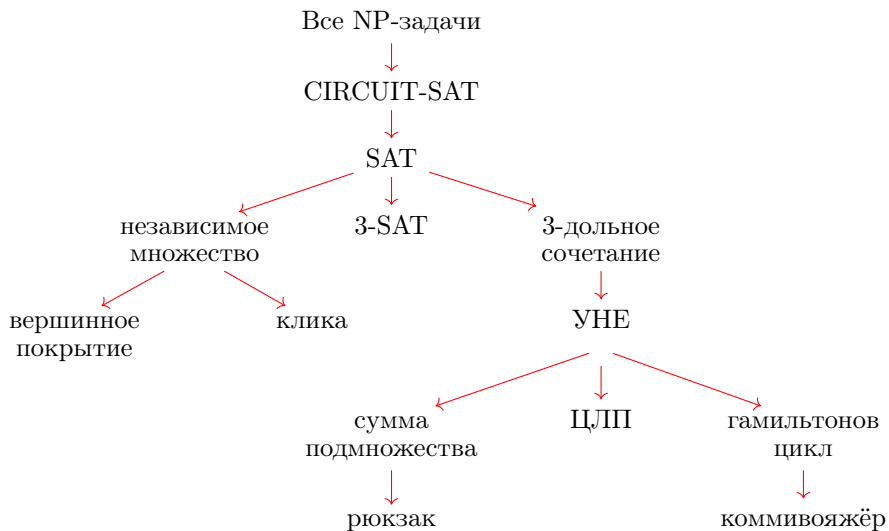 Все NP-задачи
CIRCUIT-SAT
SAT
независимое
множество
3-SAT
3-дольное
сочетание
вершинное
покрытие
клика
УНЕ
сумма
подмножества
ЦЛП
гамильтонов
цикл
рюкзак
коммивояжёр